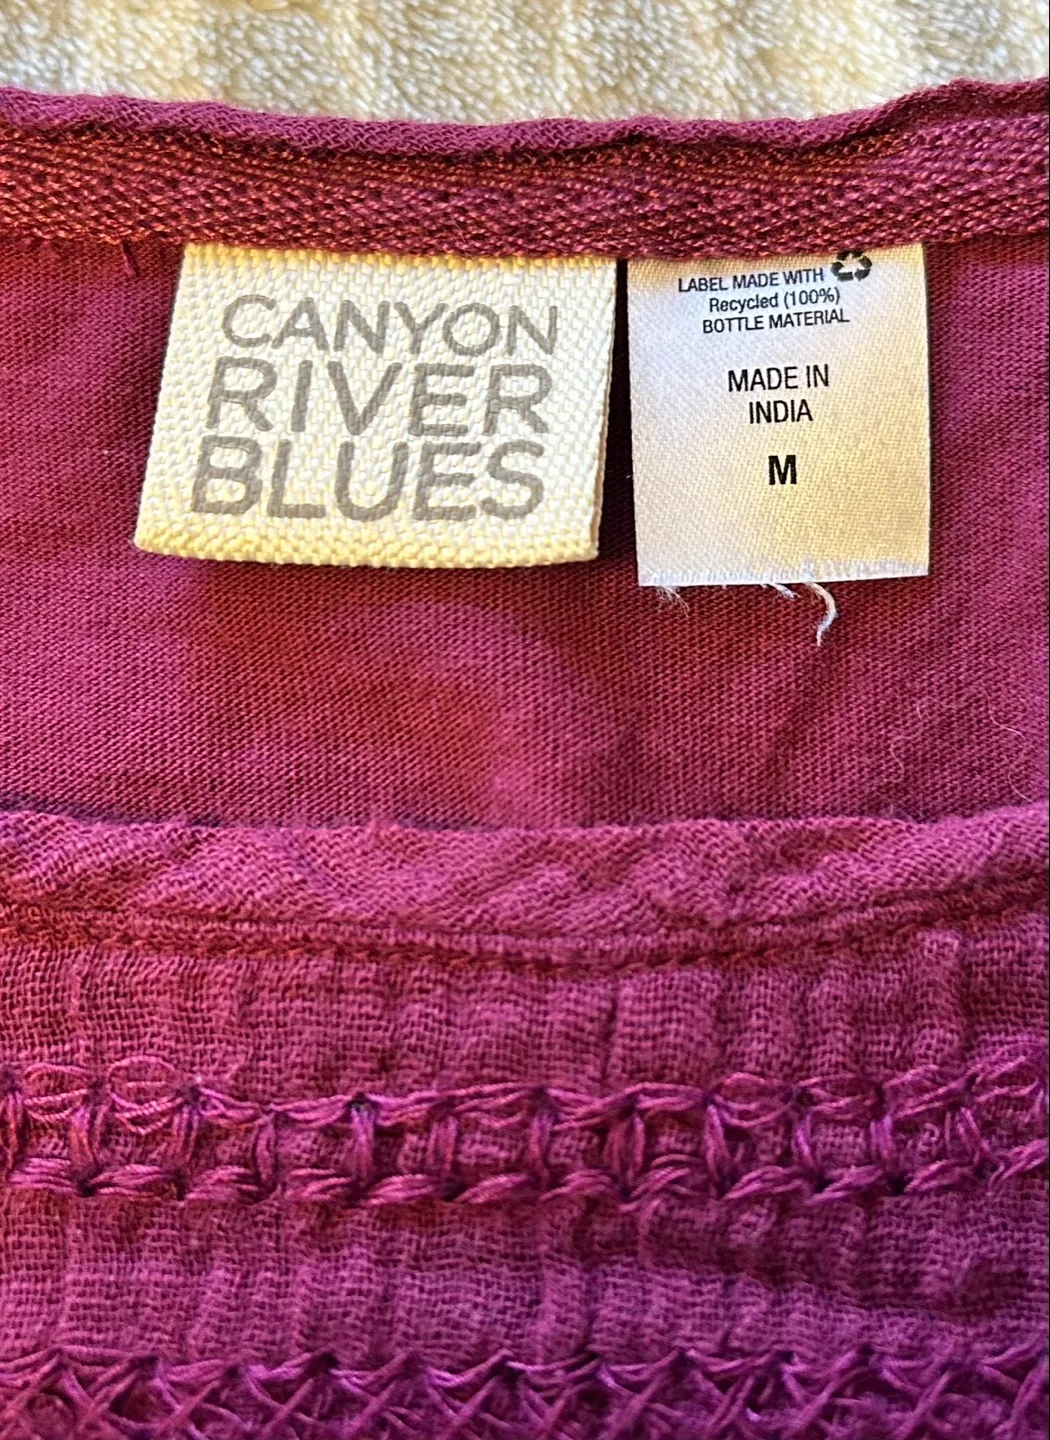 CANYON
RIVER
BLUES
LABEL MADE WITH
Recycled (100%)
BOTTLE MATERIAL
MADE IN
INDIA
M